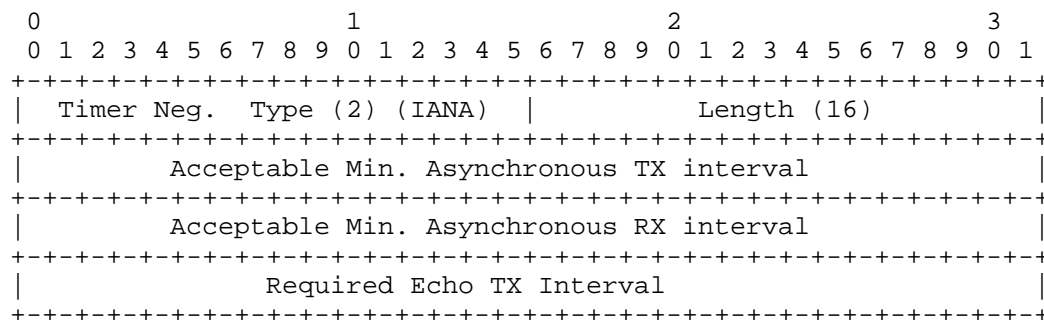 0                   1                   2                   3
 0 1 2 3 4 5 6 7 8 9 0 1 2 3 4 5 6 7 8 9 0 1 2 3 4 5 6 7 8 9 0 1
+-+-+-+-+-+-+-+-+-+-+-+-+-+-+-+-+-+-+-+-+-+-+-+-+-+-+-+-+-+-+-+-+
|  Timer Neg.  Type (2) (IANA)  |          Length (16)          |
+-+-+-+-+-+-+-+-+-+-+-+-+-+-+-+-+-+-+-+-+-+-+-+-+-+-+-+-+-+-+-+-+
|         Acceptable Min. Asynchronous TX interval              |
+-+-+-+-+-+-+-+-+-+-+-+-+-+-+-+-+-+-+-+-+-+-+-+-+-+-+-+-+-+-+-+-+
|         Acceptable Min. Asynchronous RX interval              |
+-+-+-+-+-+-+-+-+-+-+-+-+-+-+-+-+-+-+-+-+-+-+-+-+-+-+-+-+-+-+-+-+
|               Required Echo TX Interval                       |
+-+-+-+-+-+-+-+-+-+-+-+-+-+-+-+-+-+-+-+-+-+-+-+-+-+-+-+-+-+-+-+-+